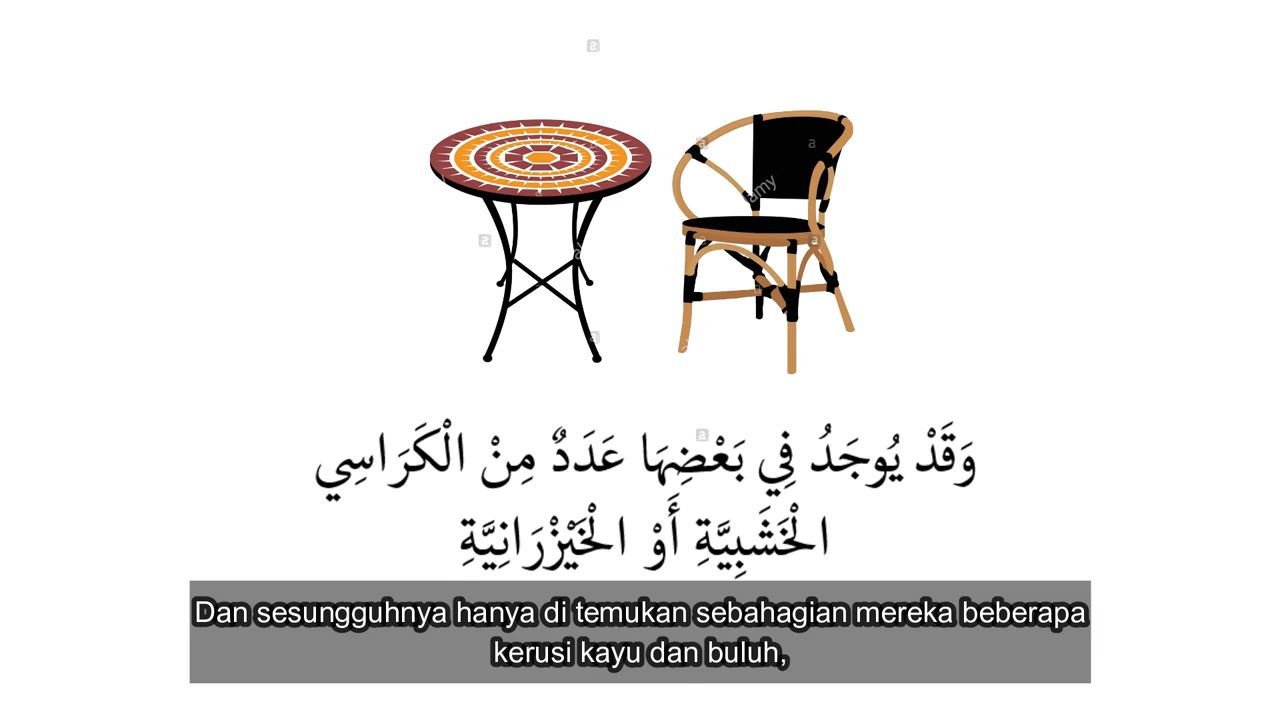 وَقَدْ يُوجَدُ فِي بَعْضِهَا عَدَدٌ مِنْ الْكَرَاسِي
الْخَشَبِيَّةِ أَوْ الْخَيْزْرَانِيَّةِ
Dan sesungguhnya hanya di temukan sebahagian mereka beberapa
kerusi kayu dan buluh,